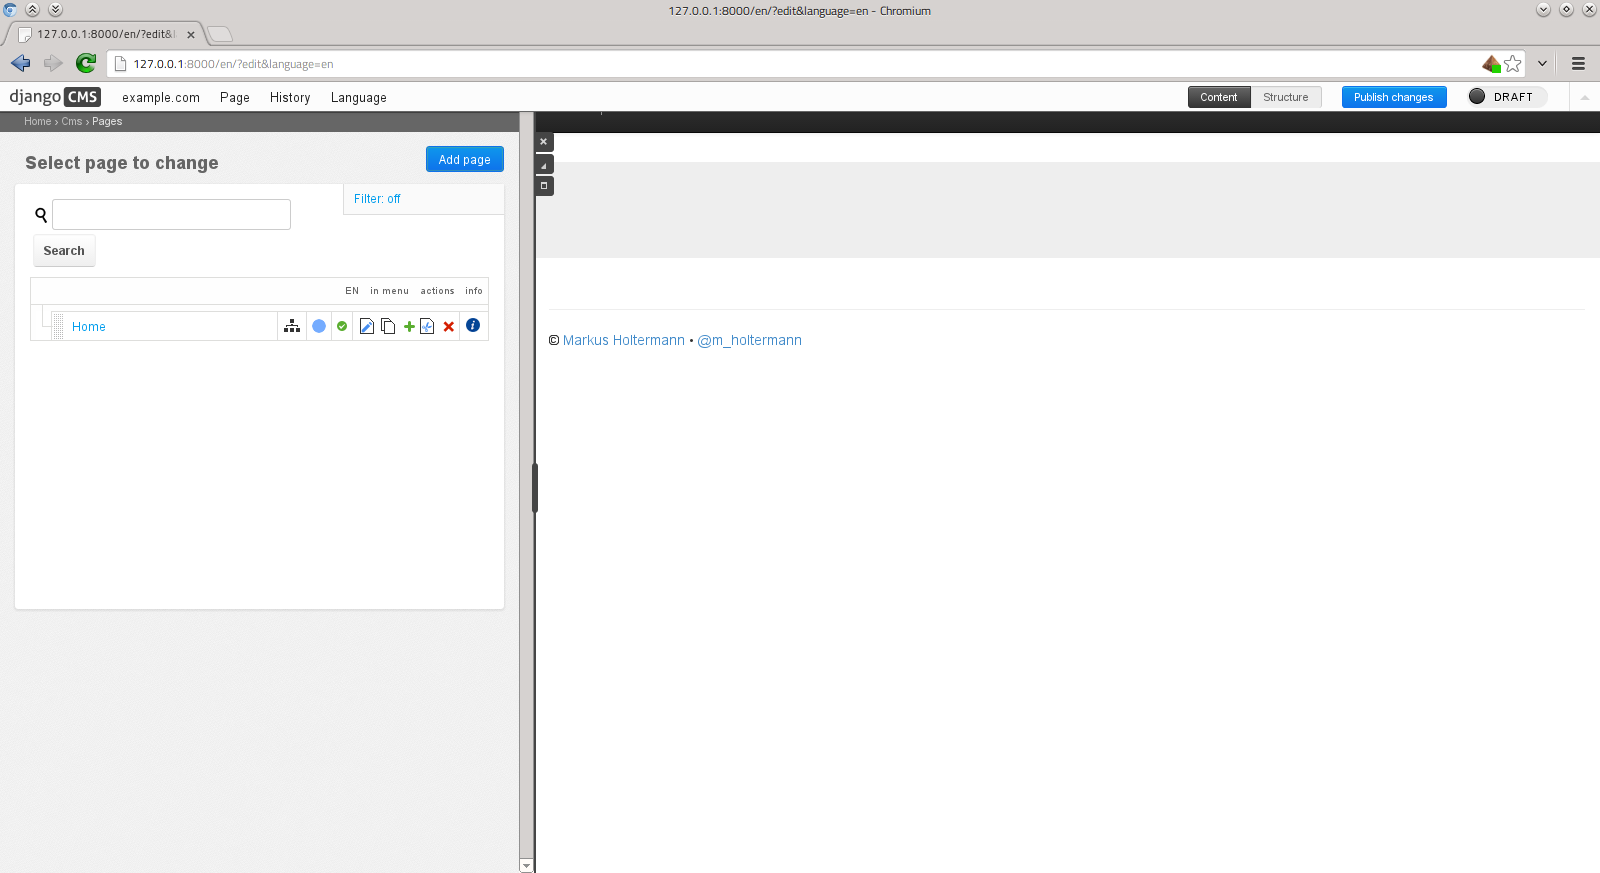 127.0.0.1:8000/en/?edit&language=en - Chromium
127.0.0.1:8000/en/?edit&l
127.0.0.1:8000/en/?edit&language=en
django CMS example.com Page History Language Content Structure Publish changes DRAFT
Home › Cms › Pages
Select page to change
Add page
Filter: off
Search
EN in menu actions info
Home
© Markus Holtermann • @m_holtermann